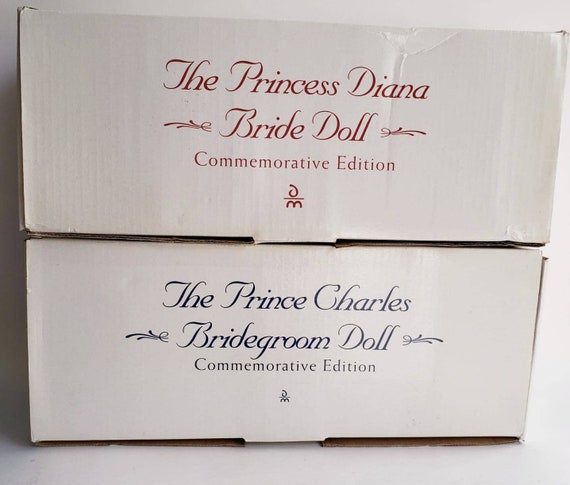 The Princess Diana
Bride Doll
Commemorative Edition
The Prince Charles
Bridegroom Doll
Commemorative Edition